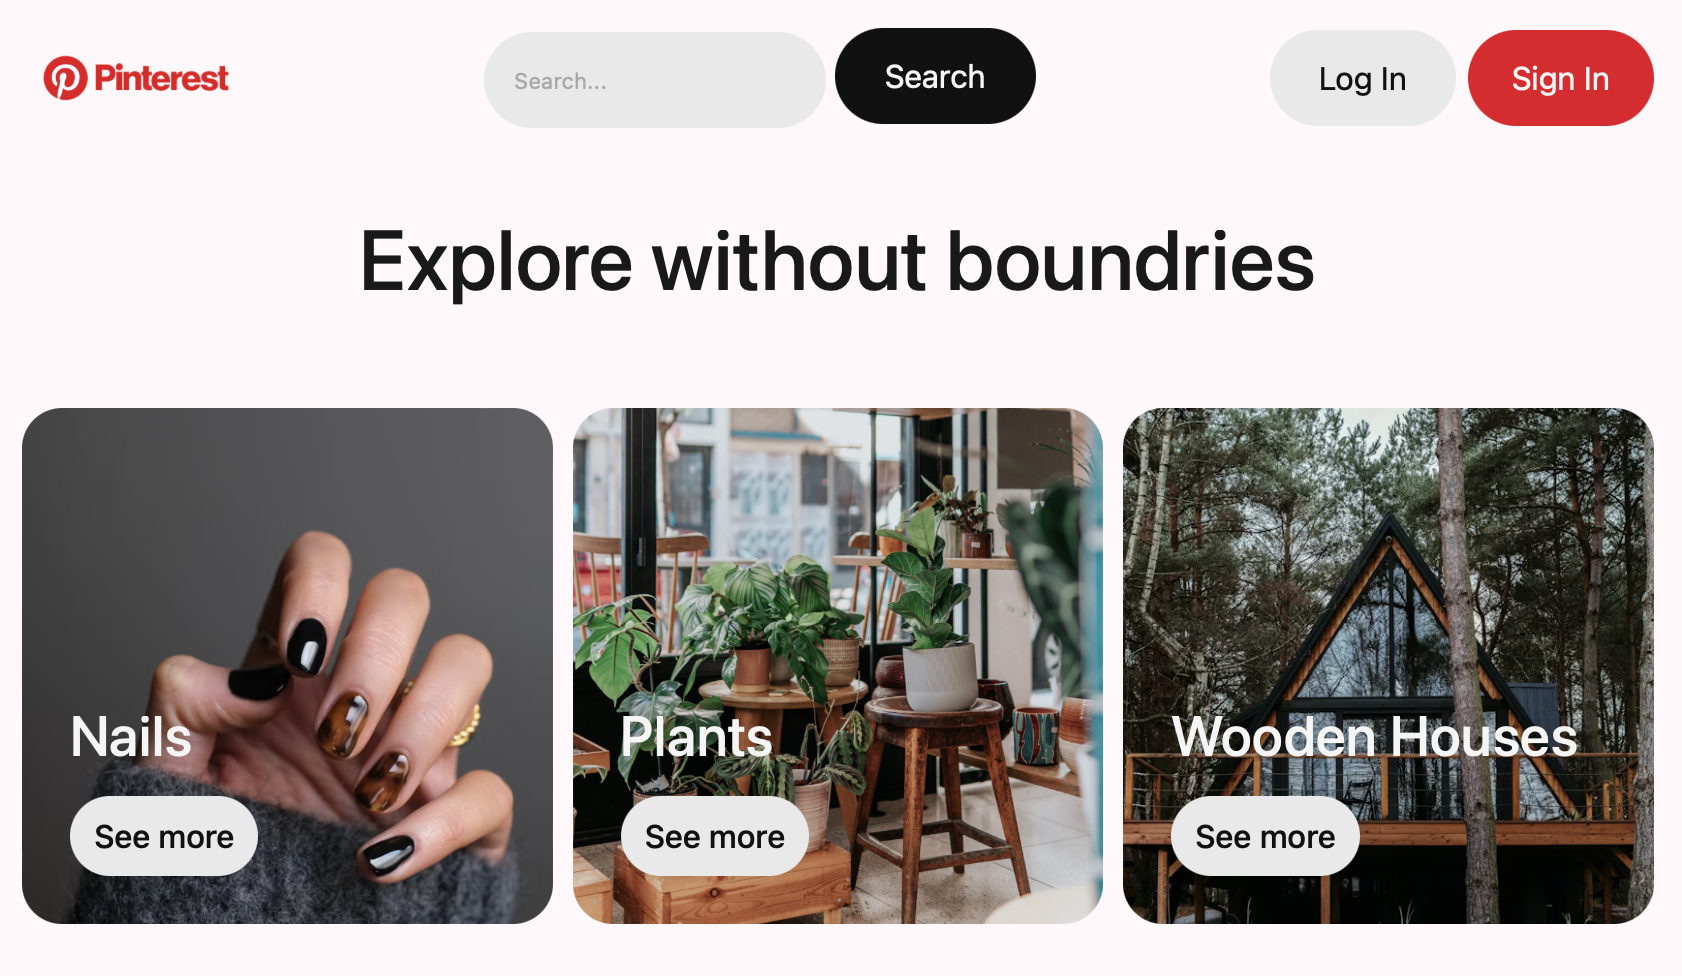 Pinterest
Search...
Search
Log In
Sign In
Explore without boundries
Nails
See more
Plants
See more
Wooden Houses
See more